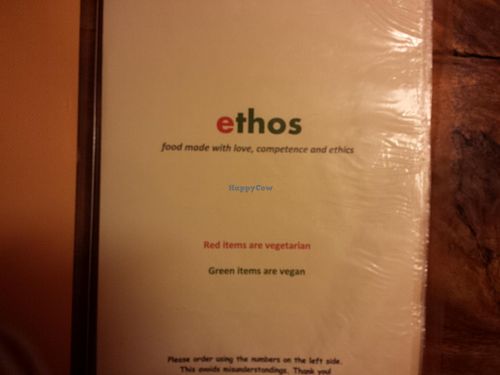 ethos
food made with love, competence and ethics
HappyCow
Red items are vegetarian
Green items are vegan
Please order using the numbers on the left side.
This avoids misunderstandings. Thank you!